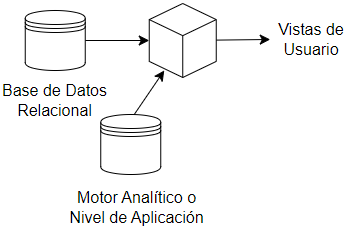 Vistas de
Usuario
Base de Datos
Relacional
Motor Analítico o
Nivel de Aplicación